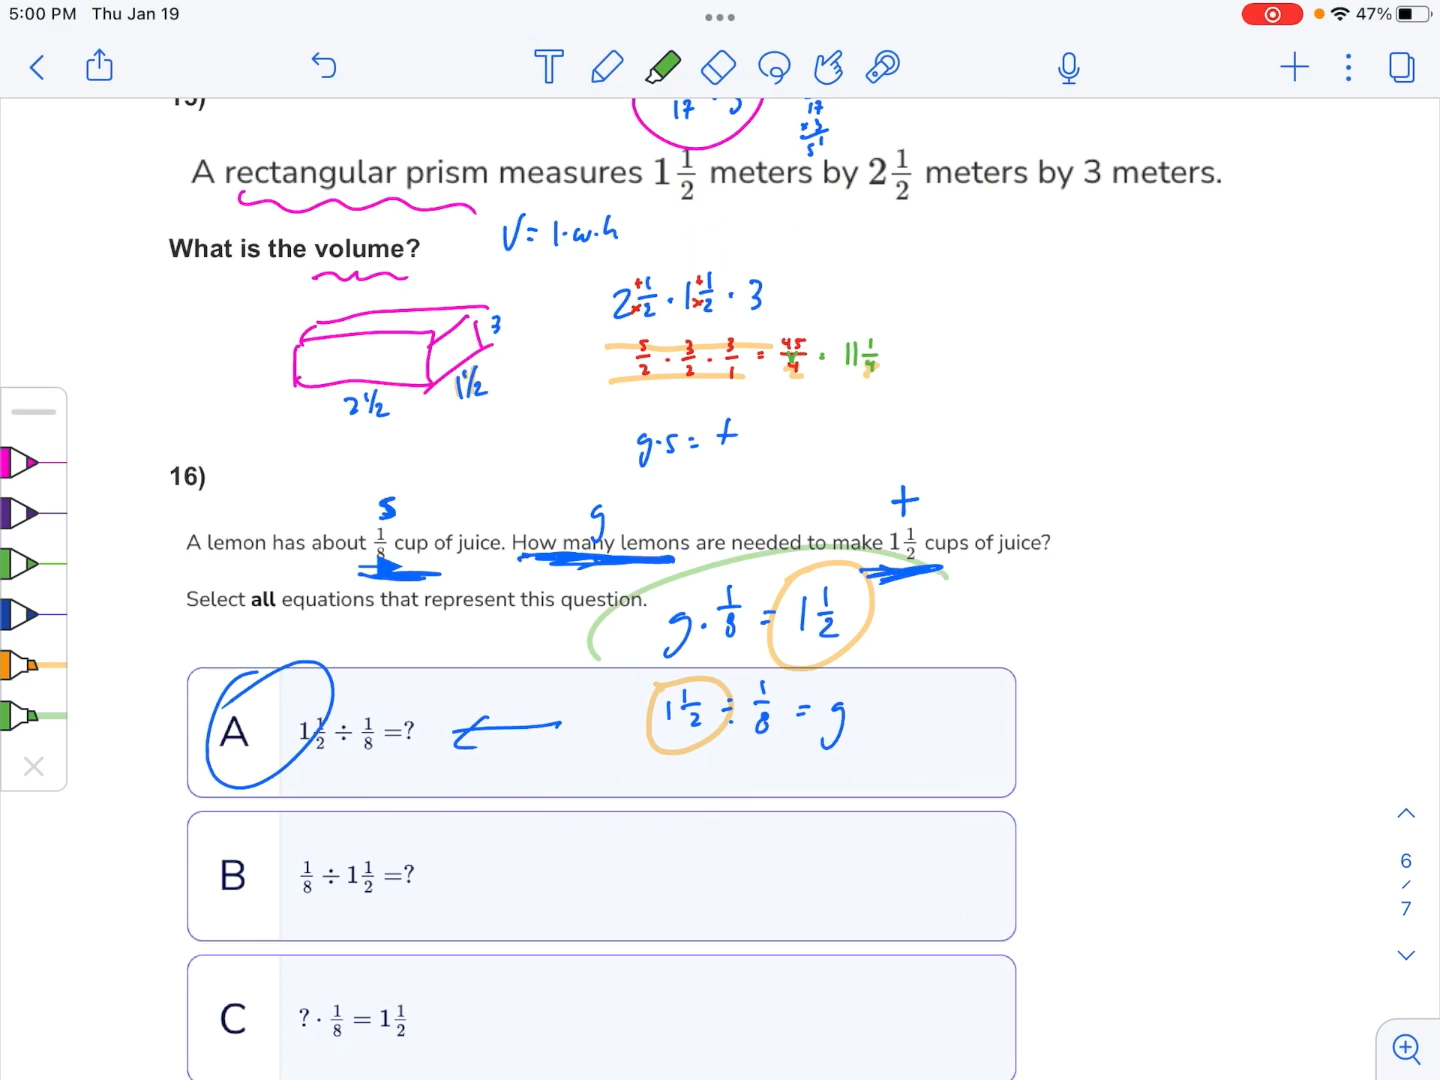 5:00 PM Thu Jan 19
47%
17
17
× 3
51
A rectangular prism measures 1 1/2 meters by 2 1/2 meters by 3 meters.
What is the volume?
V = l·w·h
2 1/2 · 1 1/2 · 3
3
5/2 · 3/2 · 3/1 = 45/4 = 11 1/4
2 1/2
1 1/2
g·s = t
16)
s
g
t
A lemon has about 1/8 cup of juice. How many lemons are needed to make 1 1/2 cups of juice?
Select all equations that represent this question.
g · 1/8 = 1 1/2
A 1 1/2 ÷ 1/8 =?
1 1/2 ÷ 1/8 = g
B 1/8 ÷ 1 1/2 =?
C ? · 1/8 = 1 1/2
6
/
7